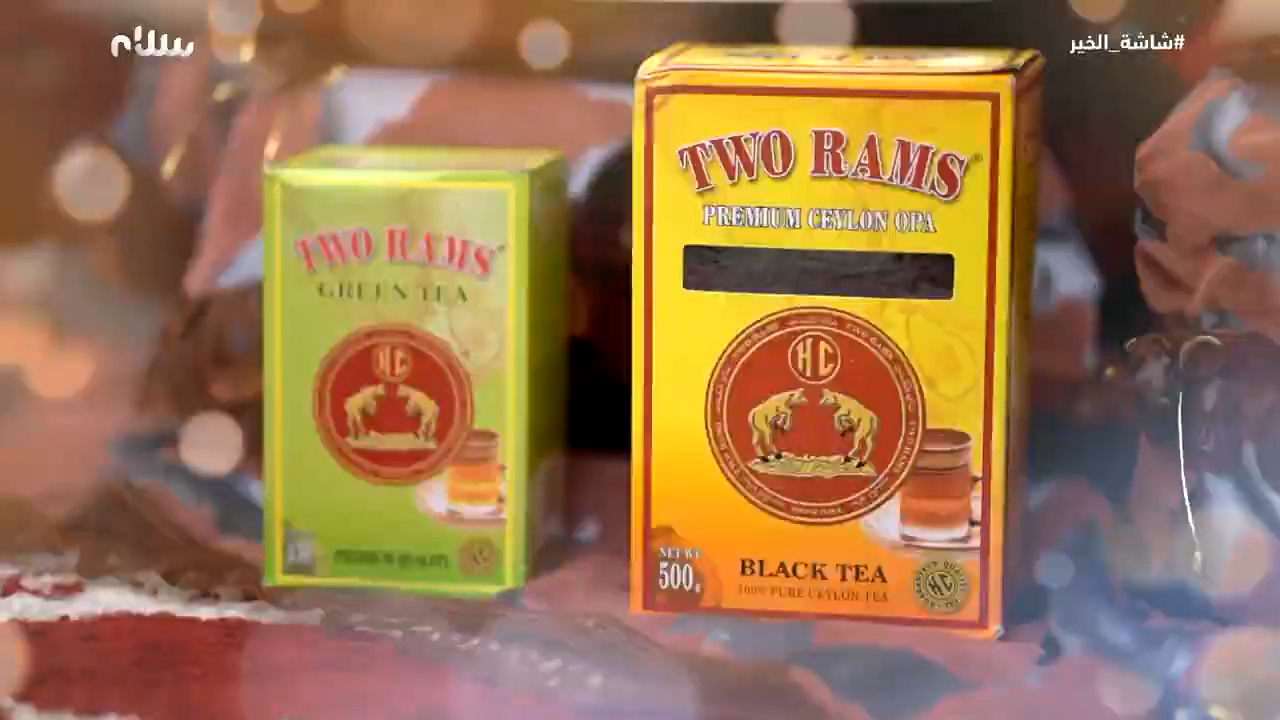 سلام
#شاشة_الخير
TWO RAMS
GREEN TEA
HC
TWO RAMS®
PREMIUM CEYLON OPA
HC
NET WT
500g
BLACK TEA
100% PURE CEYLON TEA
HC